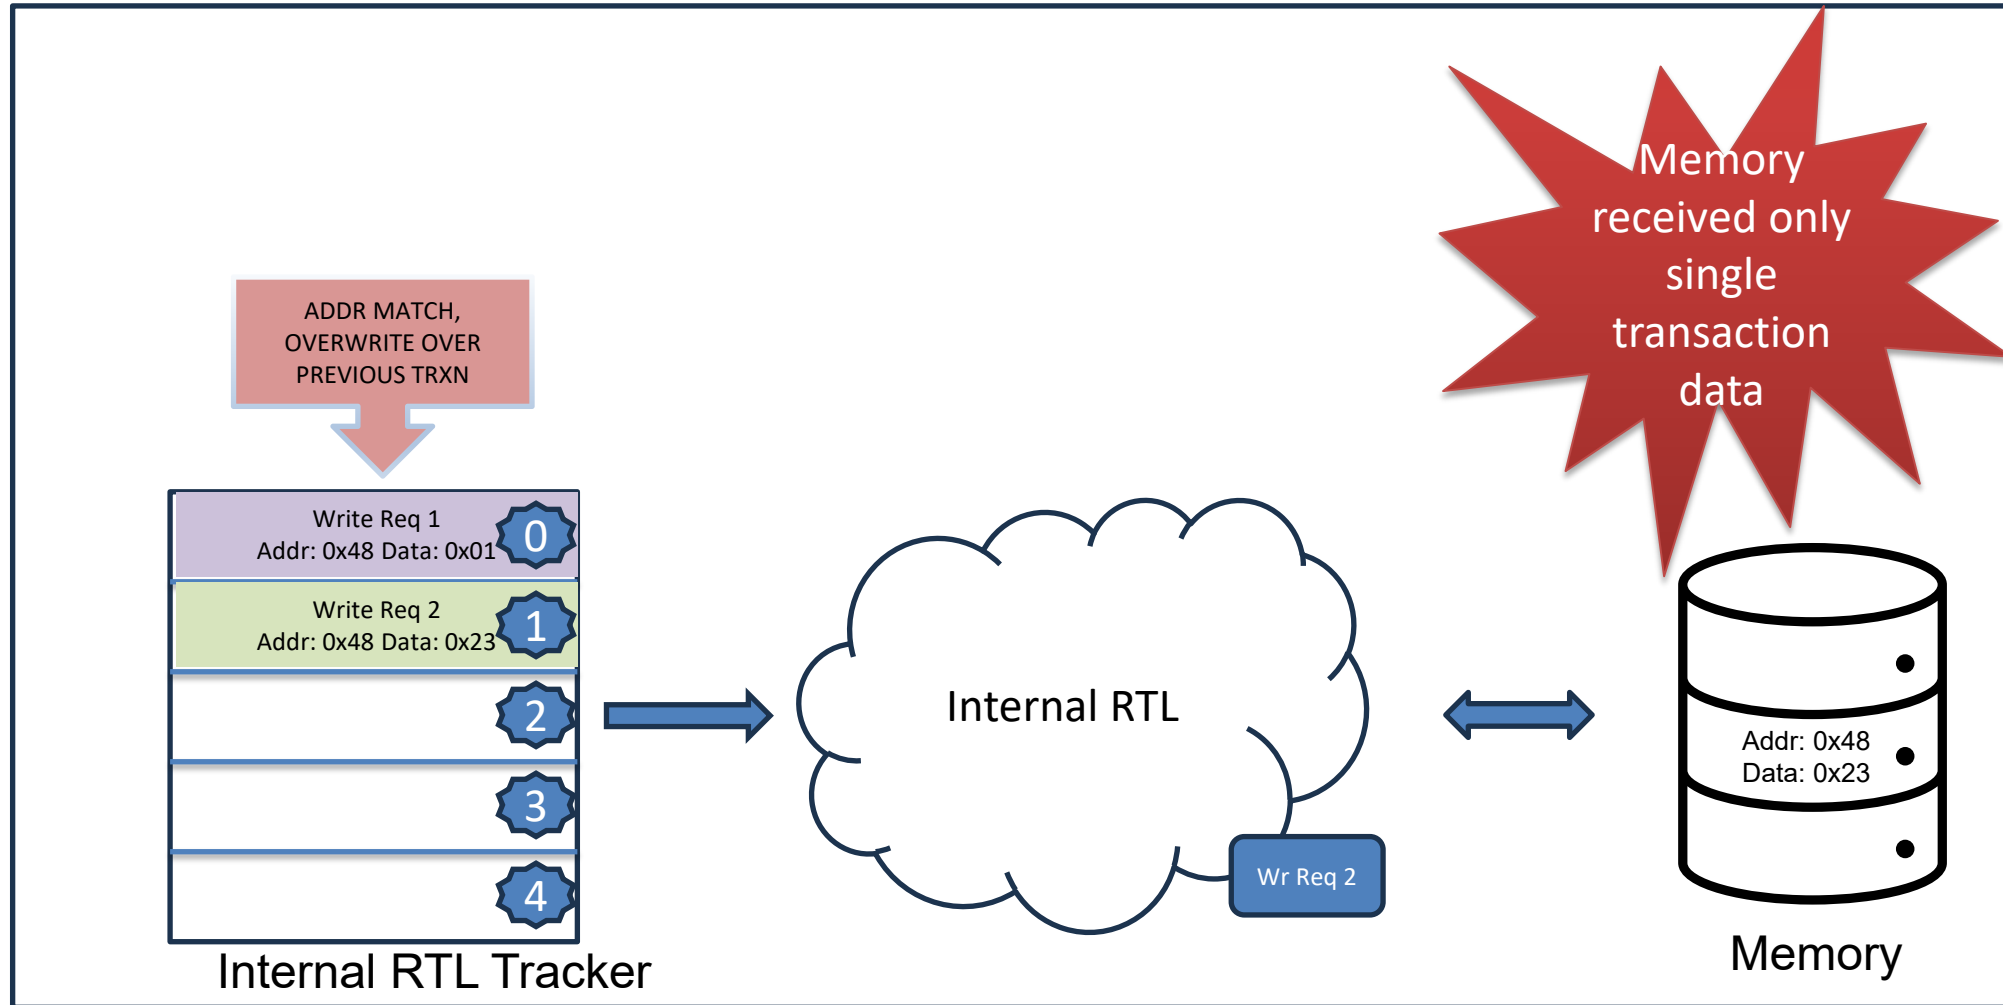 Memory
received only
single
transaction
data
ADDR MATCH,
OVERWRITE OVER
PREVIOUS TRXN
Write Req 1
Addr: 0x48 Data: 0x01
0
Write Req 2
Addr: 0x48 Data: 0x23
1
2
3
4
Internal RTL Tracker
Internal RTL
Wr Req 2
Addr: 0x48
Data: 0x23
Memory